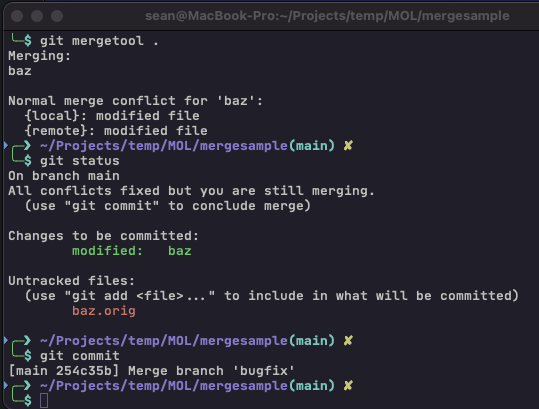 sean@MacBook-Pro:~/Projects/temp/MOL/mergesample
$ git mergetool .
Merging:
baz

Normal merge conflict for 'baz':
  {local}: modified file
  {remote}: modified file
~/Projects/temp/MOL/mergesample(main) ✘
$ git status
On branch main
All conflicts fixed but you are still merging.
  (use "git commit" to conclude merge)

Changes to be committed:
        modified:   baz

Untracked files:
  (use "git add <file>..." to include in what will be committed)
        baz.orig

~/Projects/temp/MOL/mergesample(main) ✘
$ git commit
[main 254c35b] Merge branch 'bugfix'
~/Projects/temp/MOL/mergesample(main) ✘
$